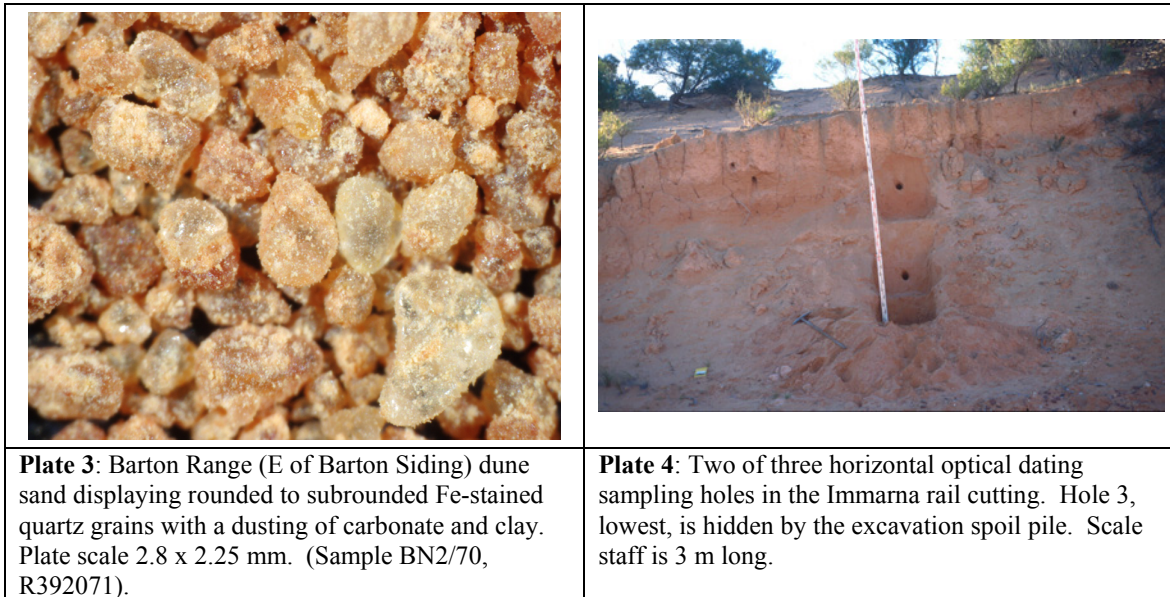 Plate 3: Barton Range (E of Barton Siding) dune
sand displaying rounded to subrounded Fe-stained
quartz grains with a dusting of carbonate and clay.
Plate scale 2.8 x 2.25 mm. (Sample BN2/70,
R392071).
Plate 4: Two of three horizontal optical dating
sampling holes in the Immarna rail cutting. Hole 3,
lowest, is hidden by the excavation spoil pile. Scale
staff is 3 m long.